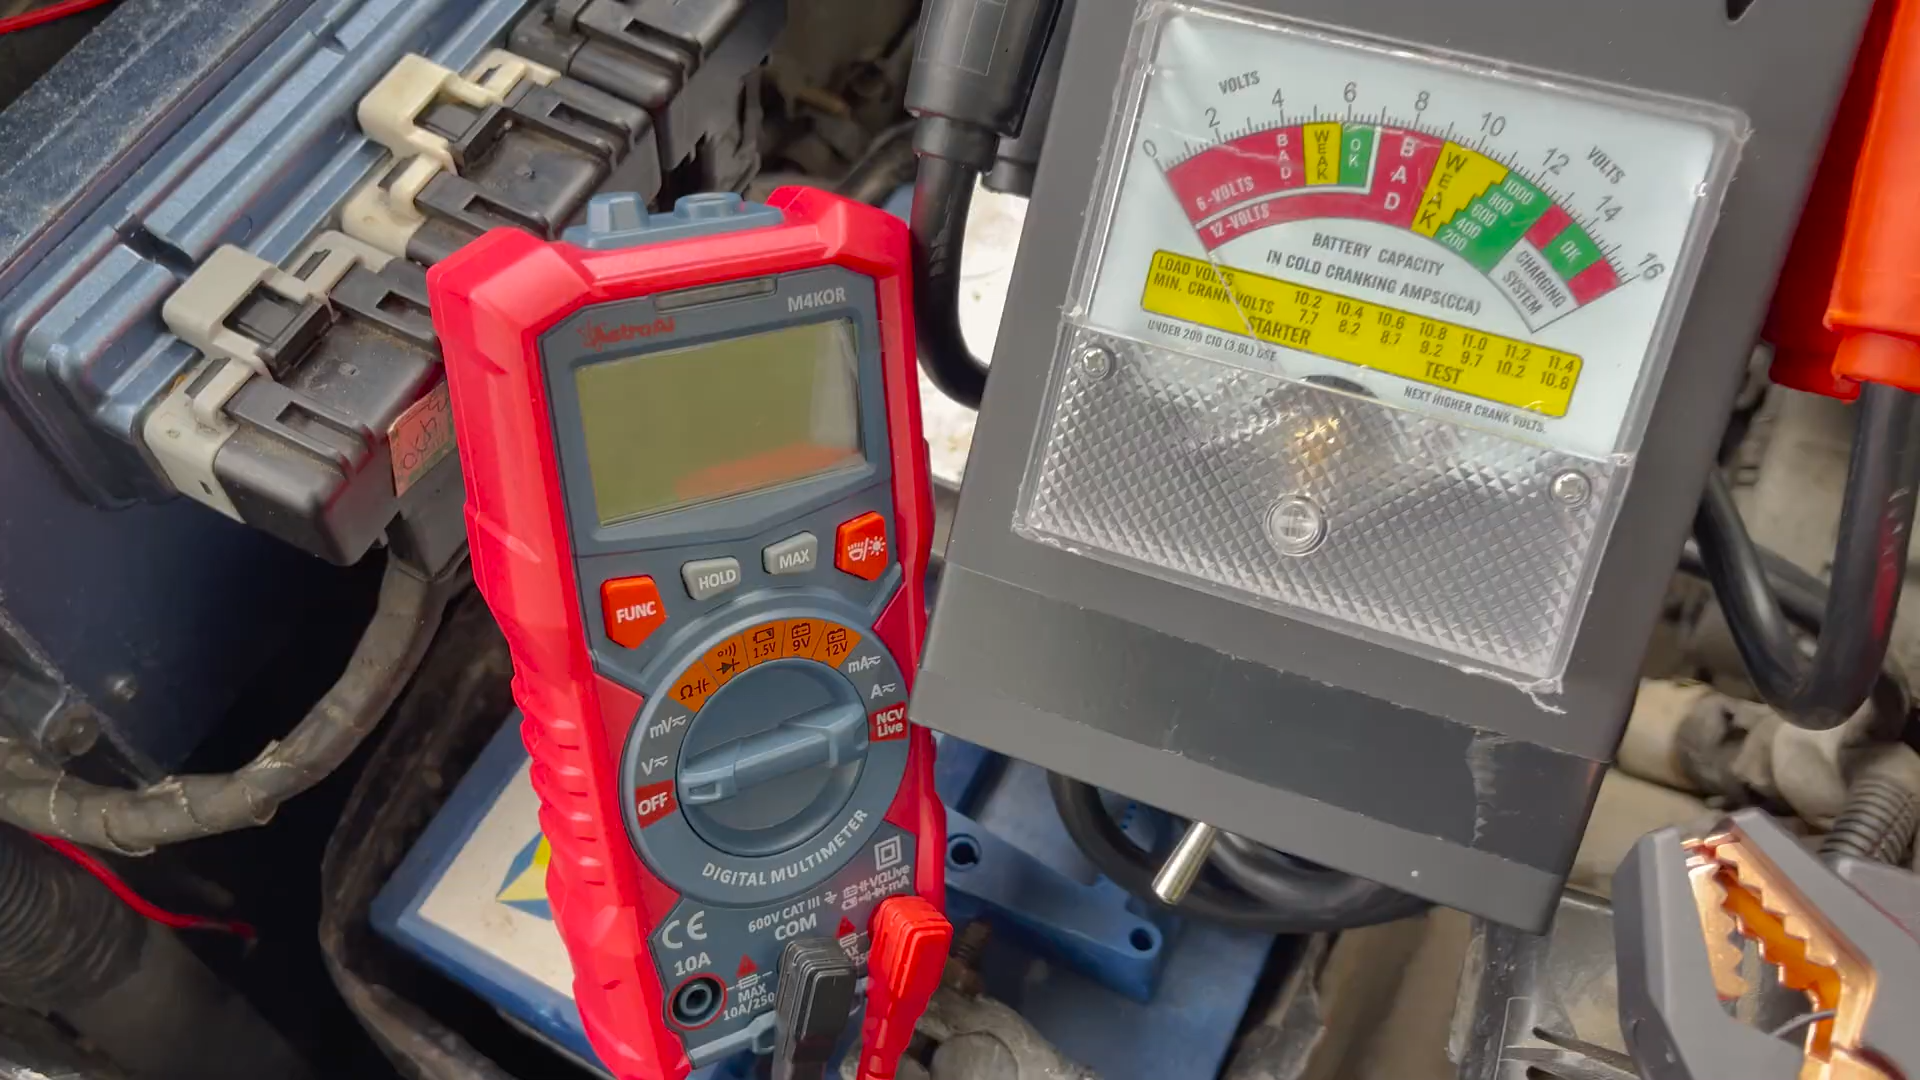 AstroAI
M4KOR
FUNC
HOLD
MAX
OFF
V
mV
Ω
1.5V
9V
12V
mA
A
NCV
Live
DIGITAL MULTIMETER
CE
600V CAT III
COM
10A
MAX
10A/250
VΩLive
mA
VOLTS
VOLTS
0
2
4
6
8
10
12
14
16
BAD
WEAK
OK
BAD
WEAK
1000
800
600
400
200
OK
6-VOLTS
12-VOLTS
CHARGING
SYSTEM
BATTERY CAPACITY
IN COLD CRANKING AMPS(CCA)
LOAD VOLTS 10.2 10.4 10.6 10.8 11.0 11.2 11.4
MIN. CRANK VOLTS 7.7 8.2 8.7 9.2 9.7 10.2 10.8
STARTER TEST
UNDER 200 CID (3.6L) USE
NEXT HIGHER CRANK VOLTS.